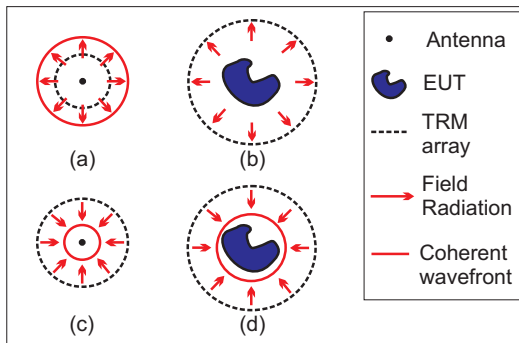 (a)
(b)
(c)
(d)
Antenna
EUT
TRM
array
Field
Radiation
Coherent
wavefront